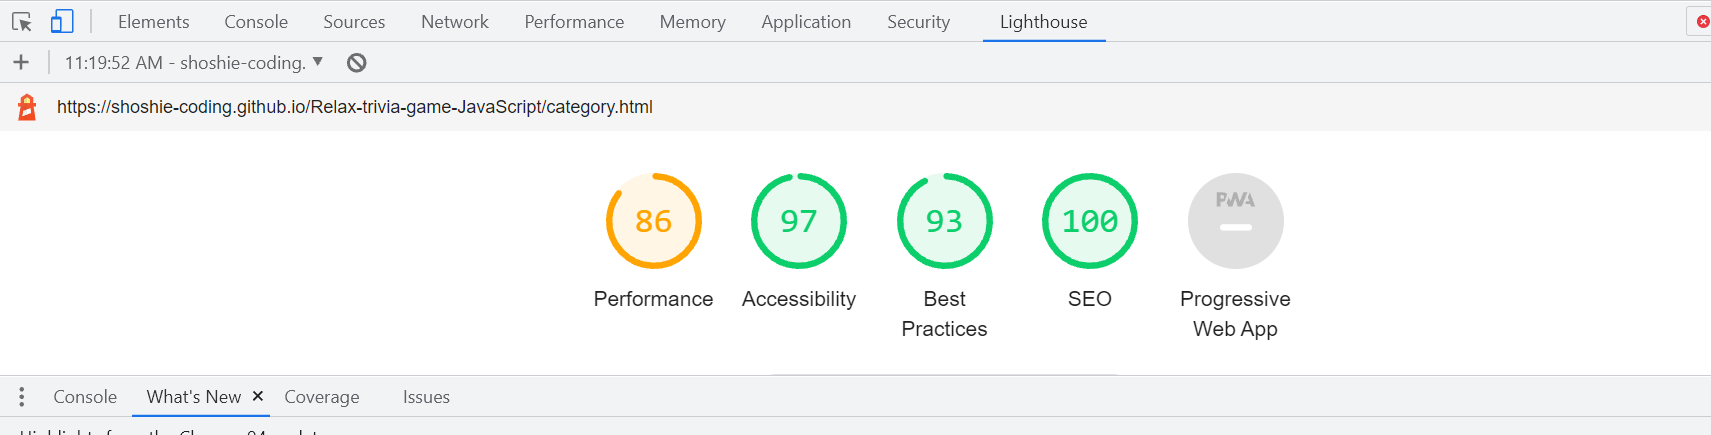 Elements Console Sources Network Performance Memory Application Security Lighthouse
11:19:52 AM - shoshie-coding.
https://shoshie-coding.github.io/Relax-trivia-game-JavaScript/category.html
86 97 93 100 PWA
Performance Accessibility Best Practices SEO Progressive Web App
Console What's New Coverage Issues